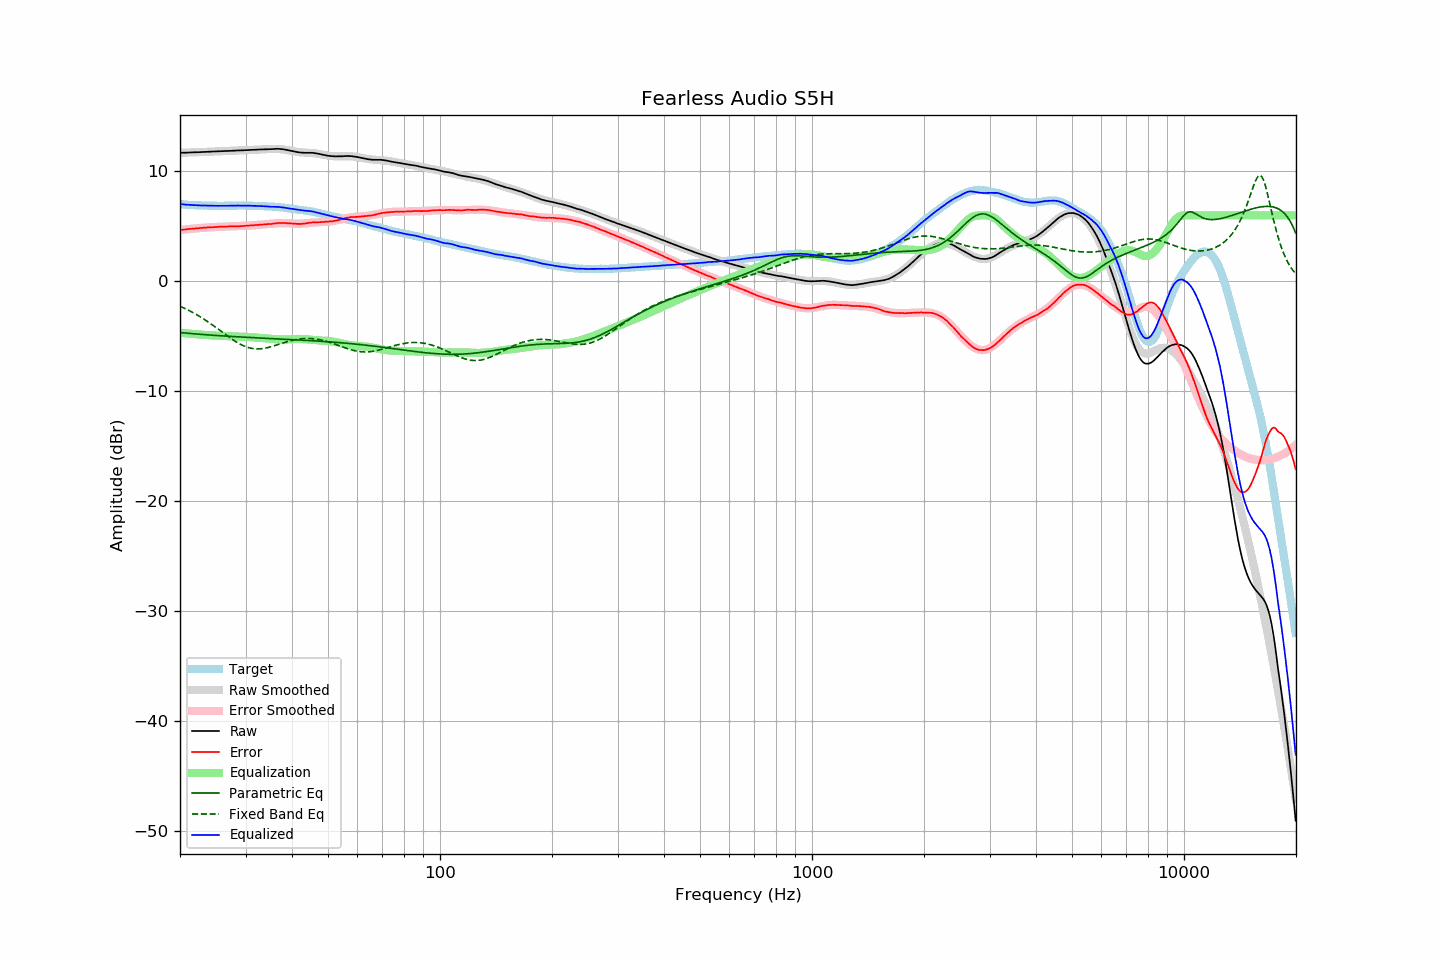 Fearless Audio S5H
10
0
−10
−20
−30
−40
−50
Amplitude (dBr)
Target
Raw Smoothed
Error Smoothed
Raw
Error
Equalization
Parametric Eq
Fixed Band Eq
Equalized
100
1000
10000
Frequency (Hz)